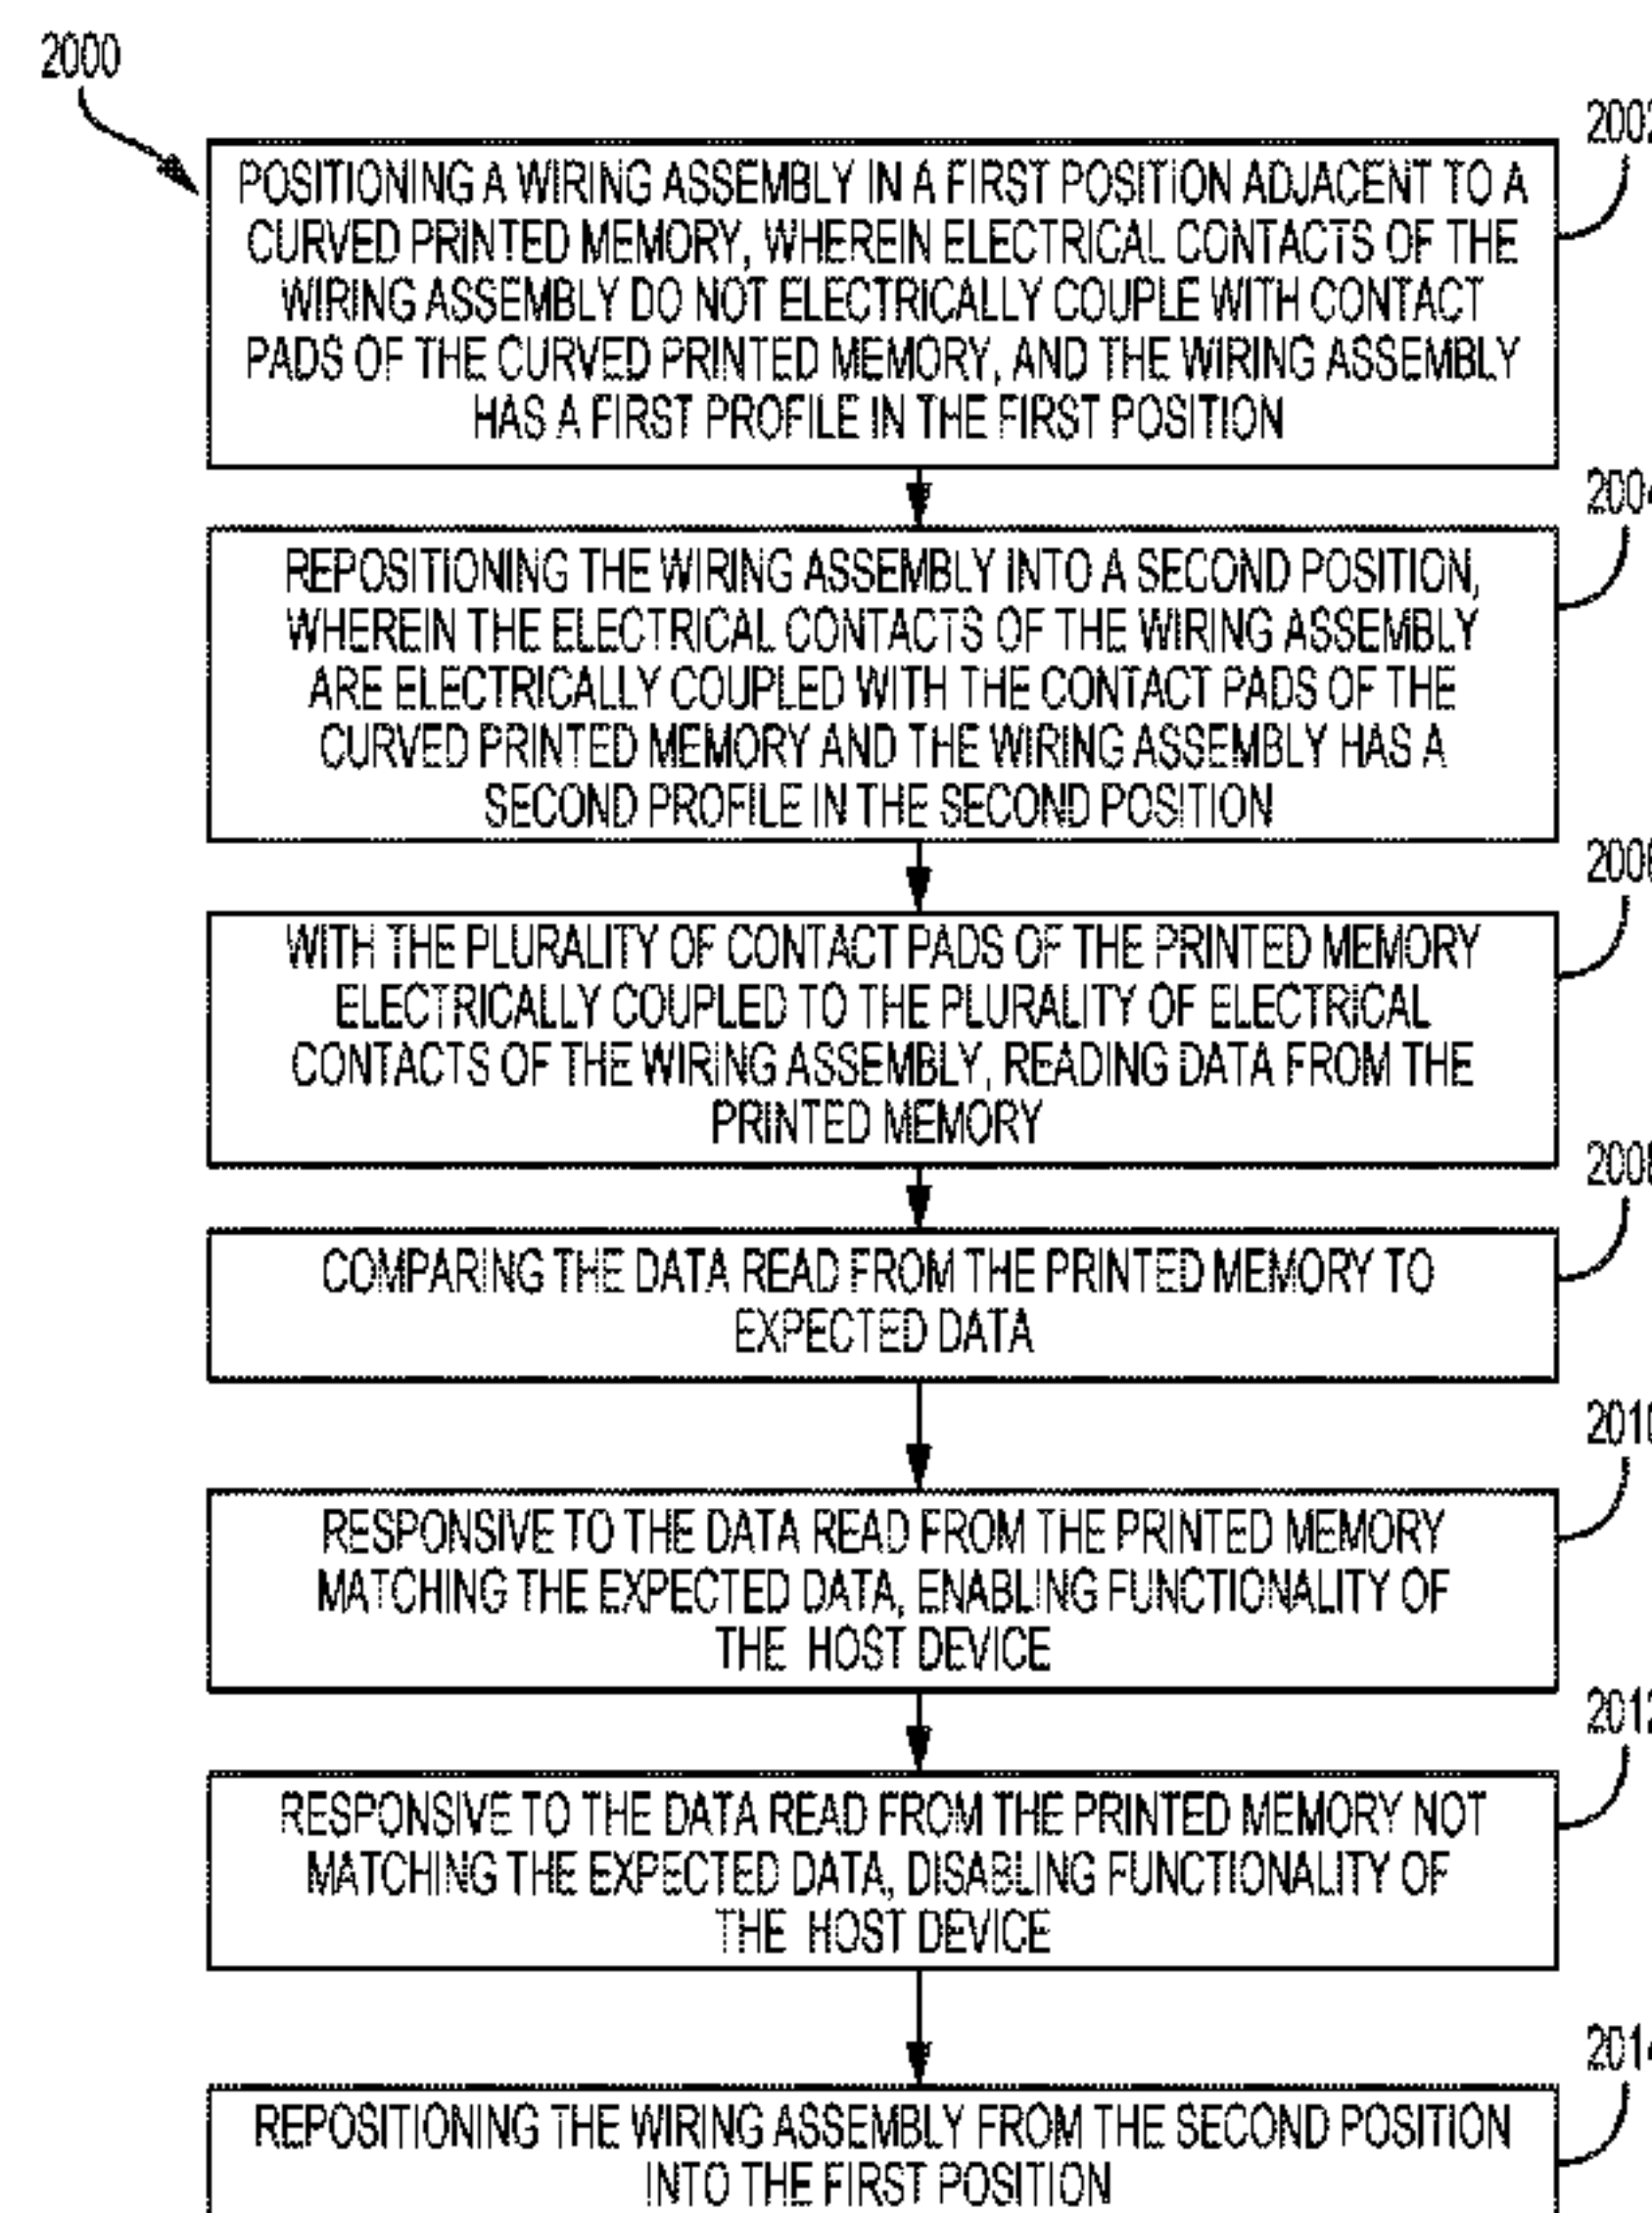 2000
2002
POSITIONING A WIRING ASSEMBLY IN A FIRST POSITION ADJACENT TO A
CURVED PRINTED MEMORY, WHEREIN ELECTRICAL CONTACTS OF THE
WIRING ASSEMBLY DO NOT ELECTRICALLY COUPLE WITH CONTACT
PADS OF THE CURVED PRINTED MEMORY, AND THE WIRING ASSEMBLY
HAS A FIRST PROFILE IN THE FIRST POSITION
2004
REPOSITIONING THE WIRING ASSEMBLY INTO A SECOND POSITION,
WHEREIN THE ELECTRICAL CONTACTS OF THE WIRING ASSEMBLY
ARE ELECTRICALLY COUPLED WITH THE CONTACT PADS OF THE
CURVED PRINTED MEMORY AND THE WIRING ASSEMBLY HAS A
SECOND PROFILE IN THE SECOND POSITION
2006
WITH THE PLURALITY OF CONTACT PADS OF THE PRINTED MEMORY
ELECTRICALLY COUPLED TO THE PLURALITY OF ELECTRICAL
CONTACTS OF THE WIRING ASSEMBLY, READING DATA FROM THE
PRINTED MEMORY
2008
COMPARING THE DATA READ FROM THE PRINTED MEMORY TO
EXPECTED DATA
2010
RESPONSIVE TO THE DATA READ FROM THE PRINTED MEMORY
MATCHING THE EXPECTED DATA, ENABLING FUNCTIONALITY OF
THE HOST DEVICE
2012
RESPONSIVE TO THE DATA READ FROM THE PRINTED MEMORY NOT
MATCHING THE EXPECTED DATA, DISABLING FUNCTIONALITY OF
THE HOST DEVICE
2014
REPOSITIONING THE WIRING ASSEMBLY FROM THE SECOND POSITION
INTO THE FIRST POSITION